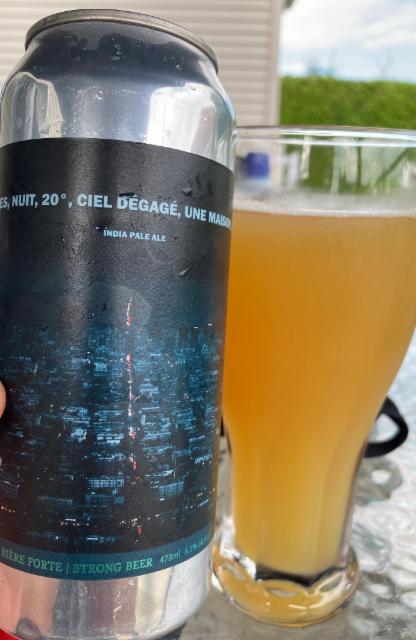 ES, NUIT, 20°, CIEL DÉGAGÉ, UNE MAISON
INDIA PALE ALE
BIÈRE FORTE | STRONG BEER 473ml